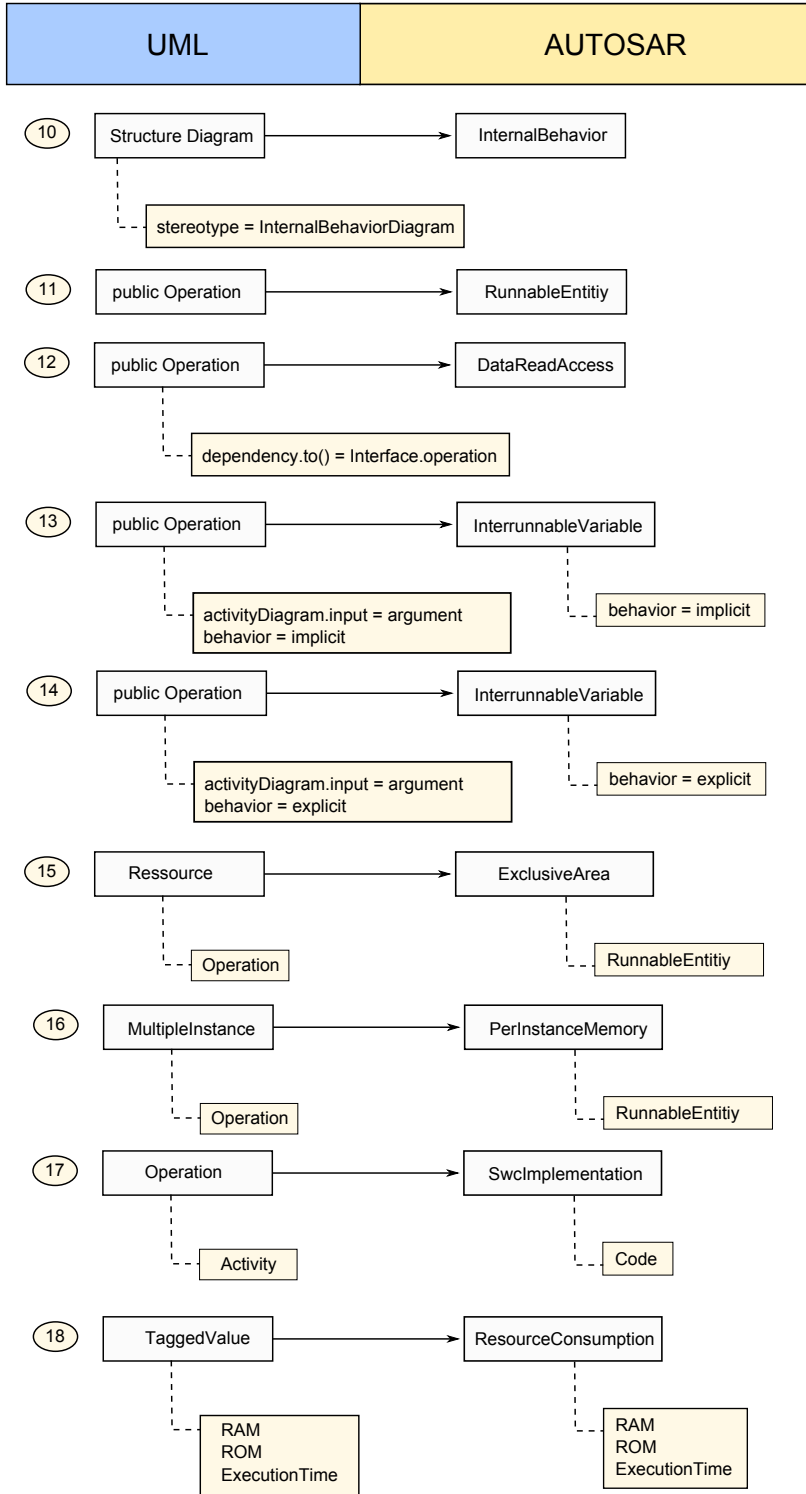 UML
AUTOSAR
10
Structure Diagram
InternalBehavior
stereotype = InternalBehaviorDiagram
11
public Operation
RunnableEntitiy
12
public Operation
DataReadAccess
dependency.to() = Interface.operation
13
public Operation
InterrunnableVariable
activityDiagram.input = argument
behavior = implicit
behavior = implicit
14
public Operation
InterrunnableVariable
activityDiagram.input = argument
behavior = explicit
behavior = explicit
15
Ressource
ExclusiveArea
Operation
RunnableEntitiy
16
MultipleInstance
PerInstanceMemory
Operation
RunnableEntitiy
17
Operation
SwcImplementation
Activity
Code
18
TaggedValue
ResourceConsumption
RAM
ROM
ExecutionTime
RAM
ROM
ExecutionTime